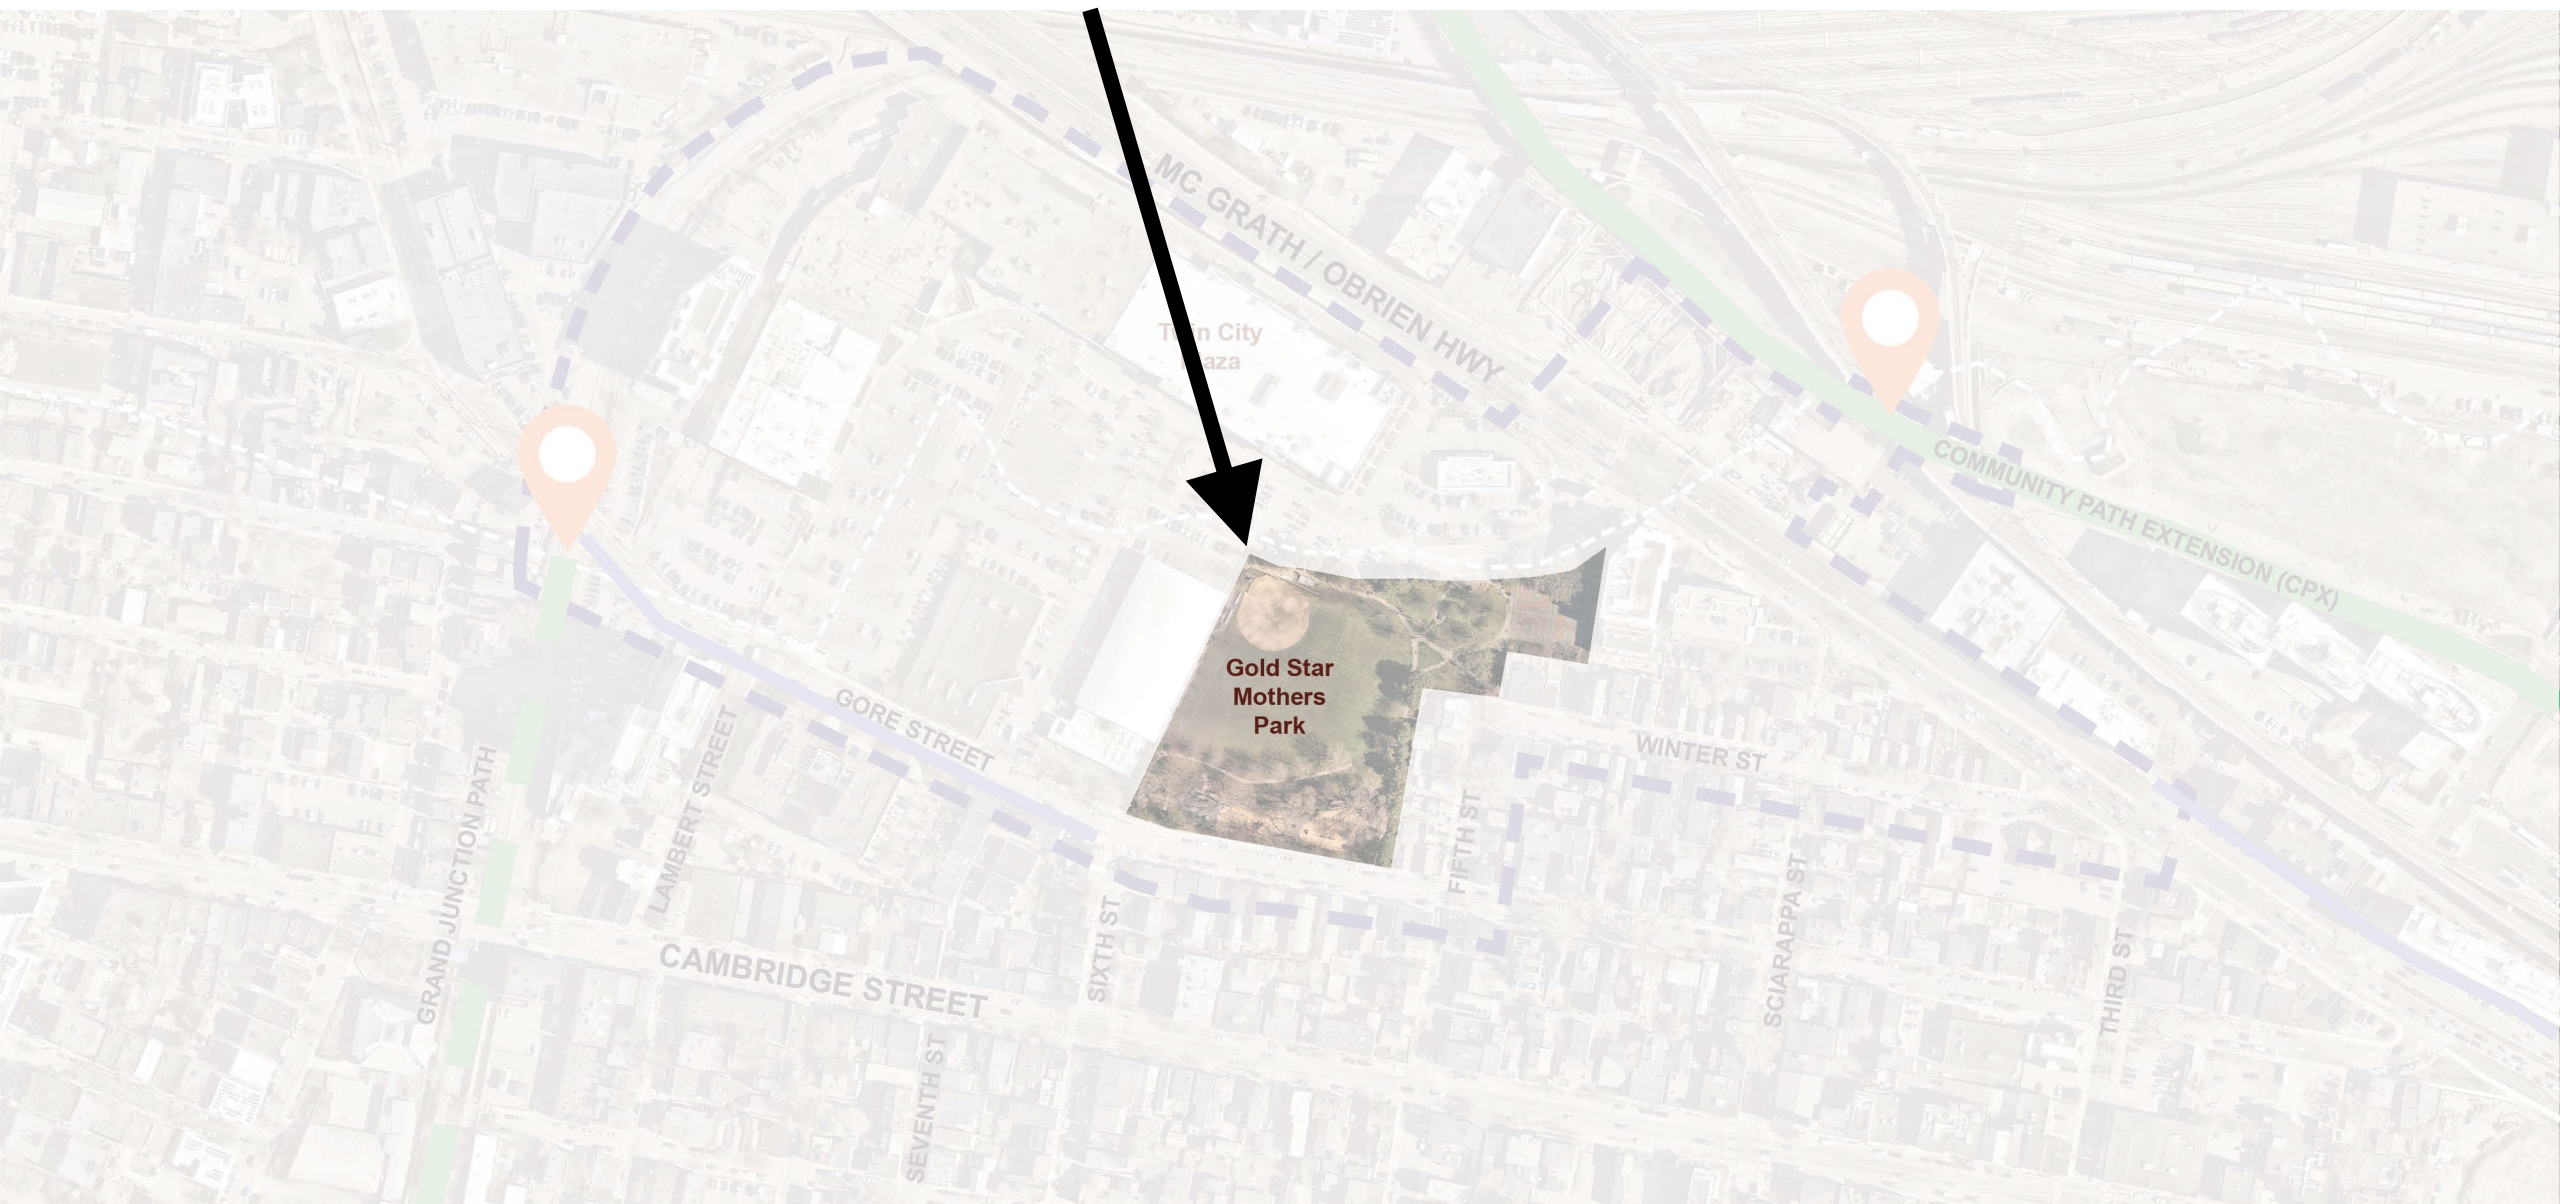 MC GRATH / OBRIEN HWY
City
COMMUNITY PATH EXTENSION (CPX)
Gold Star
Mothers
Park
GORE STREET
WINTER ST
LAMBERT STREET
GRAND JUNCTION PATH
FIFTH ST
SIXTH ST
SCIARAPPA ST
THIRD ST
CAMBRIDGE STREET
SEVENTH ST